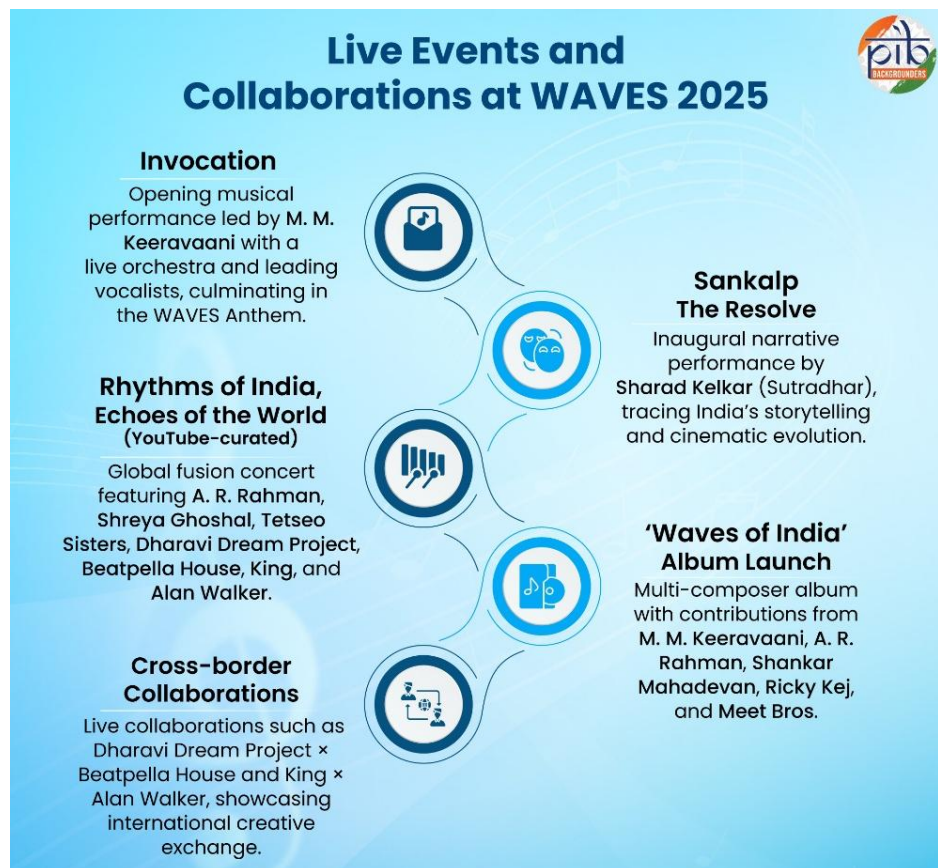 Live Events and
Collaborations at WAVES 2025
pib
BACKGROUNDERS
Invocation
Opening musical
performance led by M. M.
Keeravaani with a
live orchestra and leading
vocalists, culminating in
the WAVES Anthem.
Sankalp
The Resolve
Inaugural narrative
performance by
Sharad Kelkar (Sutradhar),
tracing India's storytelling
and cinematic evolution.
Rhythms of India,
Echoes of the World
(YouTube-curated)
Global fusion concert
featuring A. R. Rahman,
Shreya Ghoshal, Tetseo
Sisters, Dharavi Dream Project,
Beatpella House, King, and
Alan Walker.
‘Waves of India’
Album Launch
Multi-composer album
with contributions from
M. M. Keeravaani, A. R.
Rahman, Shankar
Mahadevan, Ricky Kej,
and Meet Bros.
Cross-border
Collaborations
Live collaborations such as
Dharavi Dream Project ×
Beatpella House and King ×
Alan Walker, showcasing
international creative
exchange.